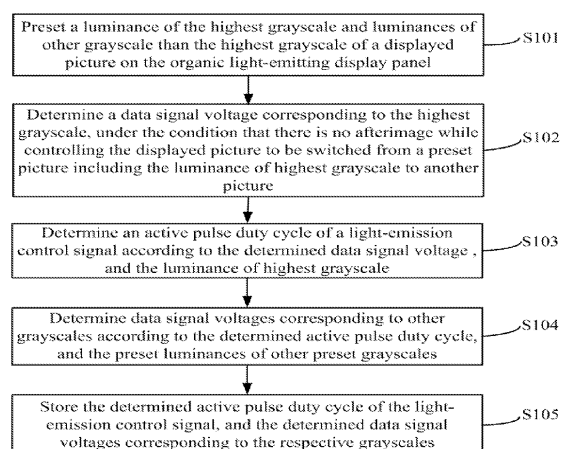 Preset a luminance of the highest grayscale and luminances of
other grayscale than the highest grayscale of a displayed
picture on the organic light-emitting display panel
S101
Determine a data signal voltage corresponding to the highest
grayscale, under the condition that there is no afterimage while
controlling the displayed picture to be switched from a preset
picture including the luminance of highest grayscale to another
picture
S102
Determine an active pulse duty cycle of a light-emission
control signal according to the determined data signal voltage ,
and the luminance of highest grayscale
S103
Determine data signal voltages corresponding to other
grayscales according to the determined active pulse duty cycle,
and the preset luminances of other preset grayscales
S104
Store the determined active pulse duty cycle of the light-
emission control signal, and the determined data signal
voltages corresponding to the respective grayscales
S105